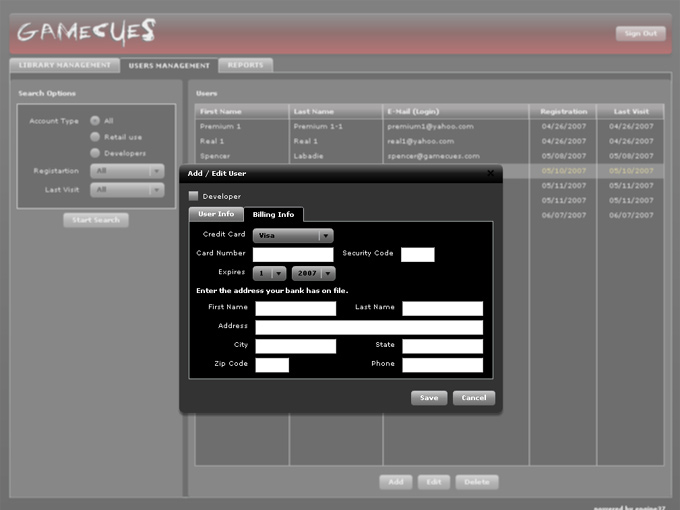 GAMECUES
Sign Out
LIBRARY MANAGEMENT USERS MANAGEMENT REPORTS
Search Options
Account Type All
Retail use
Developers
Registartion All
Last Visit All
Start Search
Users
First Name Last Name E-Mail (Login) Registration Last Visit
Premium 1 Premium 1-1 premium1@yahoo.com 04/26/2007 04/26/2007
Real 1 Real 1 real1@yahoo.com 04/26/2007 04/26/2007
Spencer Labadie spencer@gamecues.com 05/08/2007 05/08/2007
05/10/2007 05/10/2007
05/11/2007 05/11/2007
05/11/2007 05/11/2007
06/07/2007 06/07/2007
Add / Edit User
Developer
User Info Billing Info
Credit Card Visa
Card Number Security Code
Expires 1 2007
Enter the address your bank has on file.
First Name Last Name
Address
City State
Zip Code Phone
Save Cancel
Add Edit Delete
powered by engine37